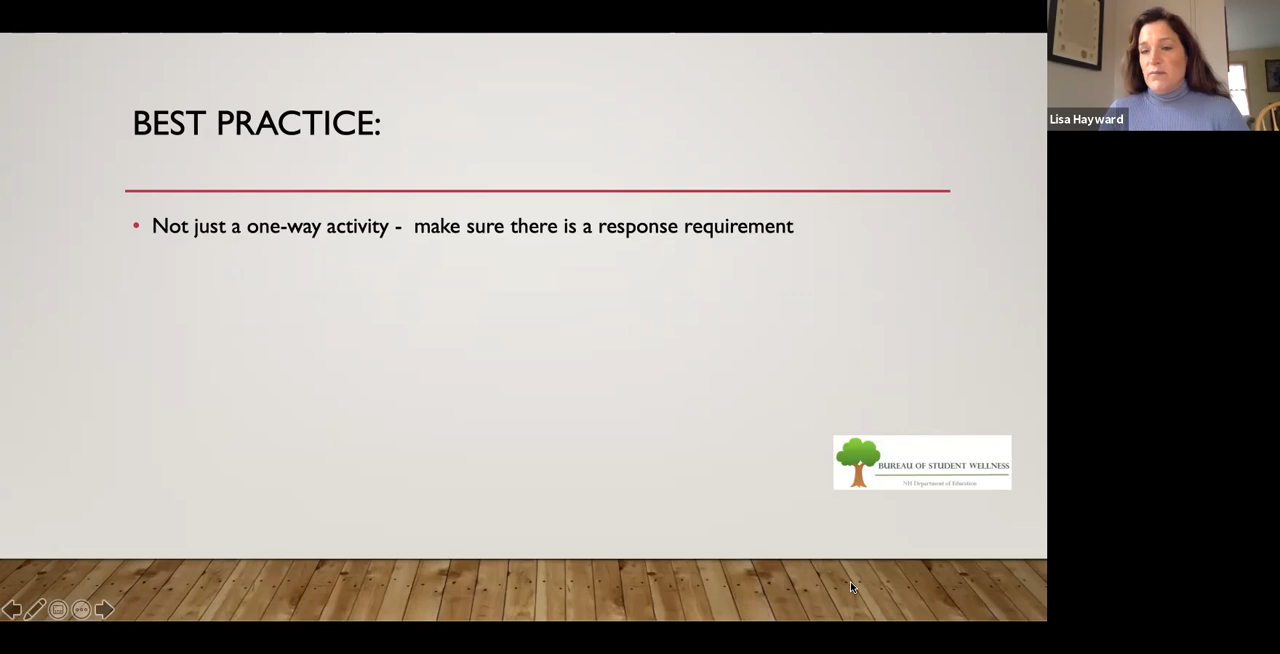 BEST PRACTICE:
• Not just a one-way activity - make sure there is a response requirement
BUREAU OF STUDENT WELLNESS
NH Department of Education
Lisa Hayward